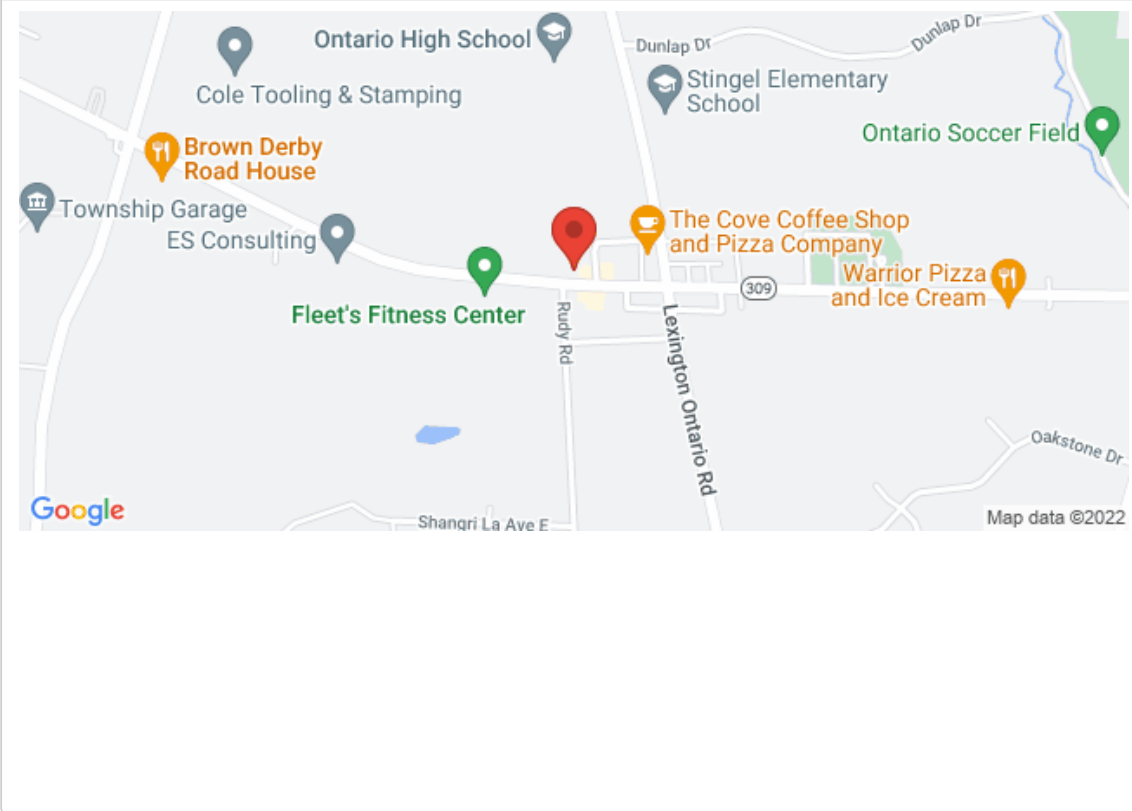 Ontario High School
Dunlap Dr
Dunlap Dr
Cole Tooling & Stamping
Stingel Elementary
School
Ontario Soccer Field
Brown Derby
Road House
Township Garage
ES Consulting
The Cove Coffee Shop
and Pizza Company
Warrior Pizza
and Ice Cream
309
Fleet's Fitness Center
Rudy Rd
Lexington Ontario Rd
Oakstone Dr
Google
Shangri La Ave E
Map data ©2022